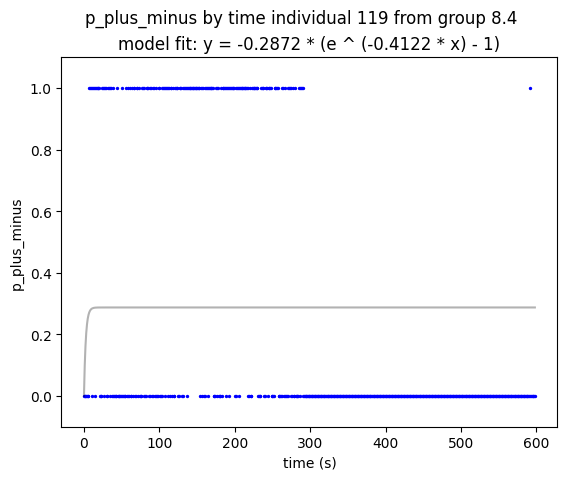 p_plus_minus by time individual 119 from group 8.4
model fit: y = -0.2872 * (e ^ (-0.4122 * x) - 1)
1.0
0.8
0.6
0.4
0.2
0.0
p_plus_minus
0 100 200 300 400 500 600
time (s)